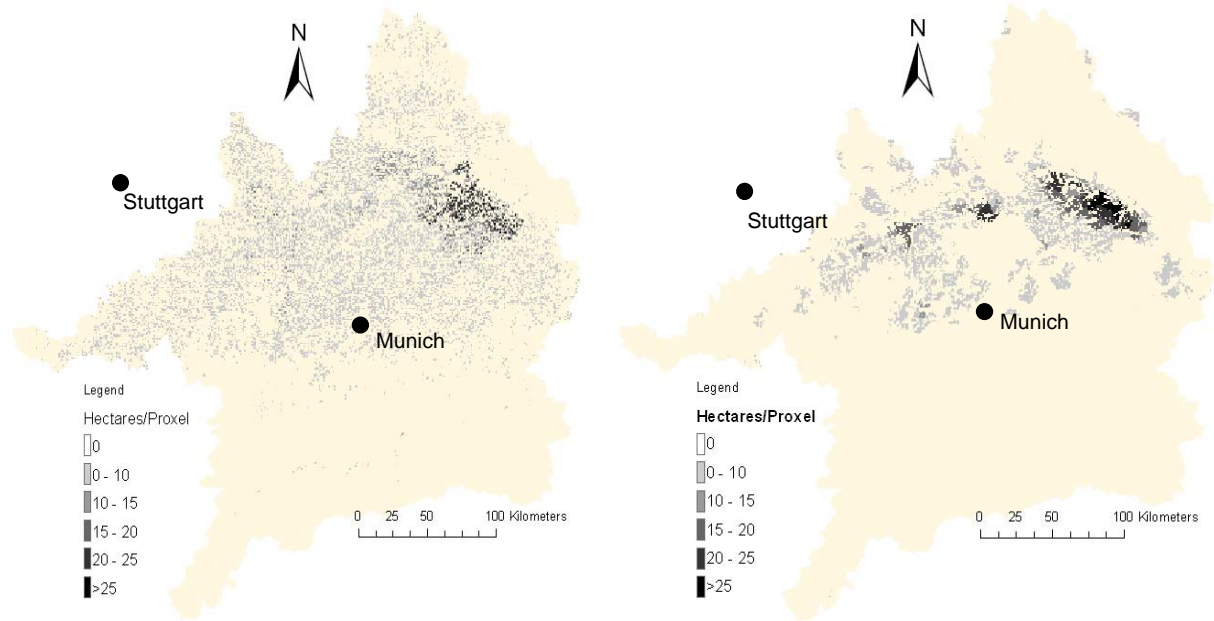 N
Stuttgart
Munich
Legend
Hectares/Proxel
0
0 - 10
10 - 15
15 - 20
20 - 25
>25
0 25 50 100 Kilometers
N
Stuttgart
Munich
Legend
Hectares/Proxel
0
0 - 10
10 - 15
15 - 20
20 - 25
>25
0 25 50 100 Kilometers